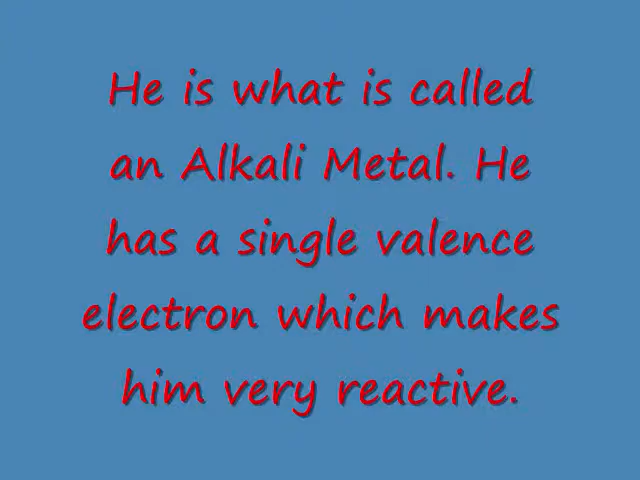 He is what is called
an Alkali Metal. He
has a single valence
electron which makes
him very reactive.